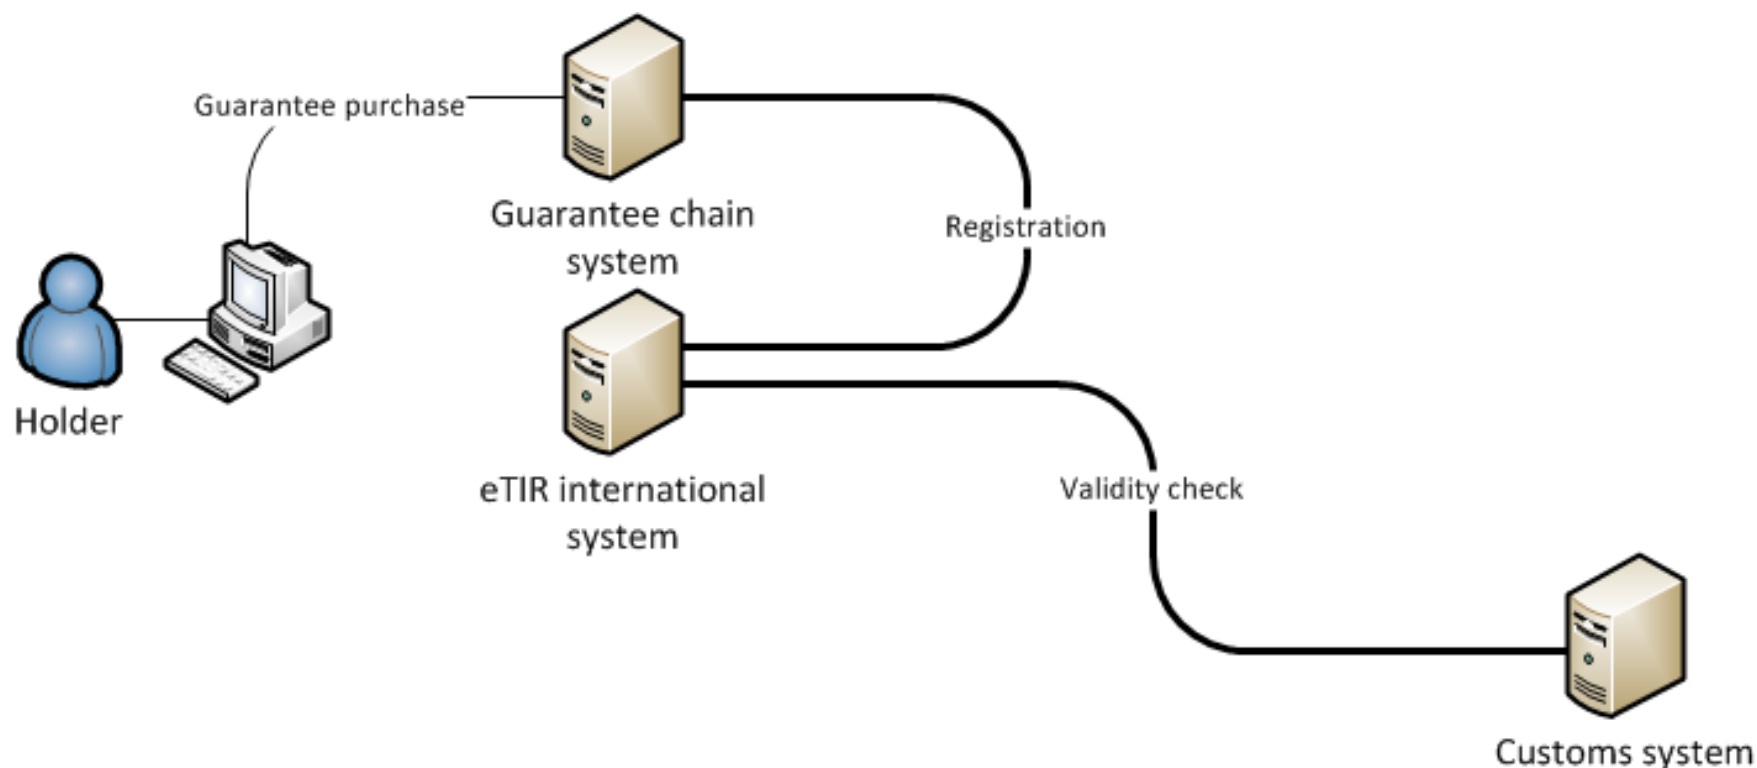 Guarantee purchase
Guarantee chain
system
Registration
Holder
eTIR international
system
Validity check
Customs system